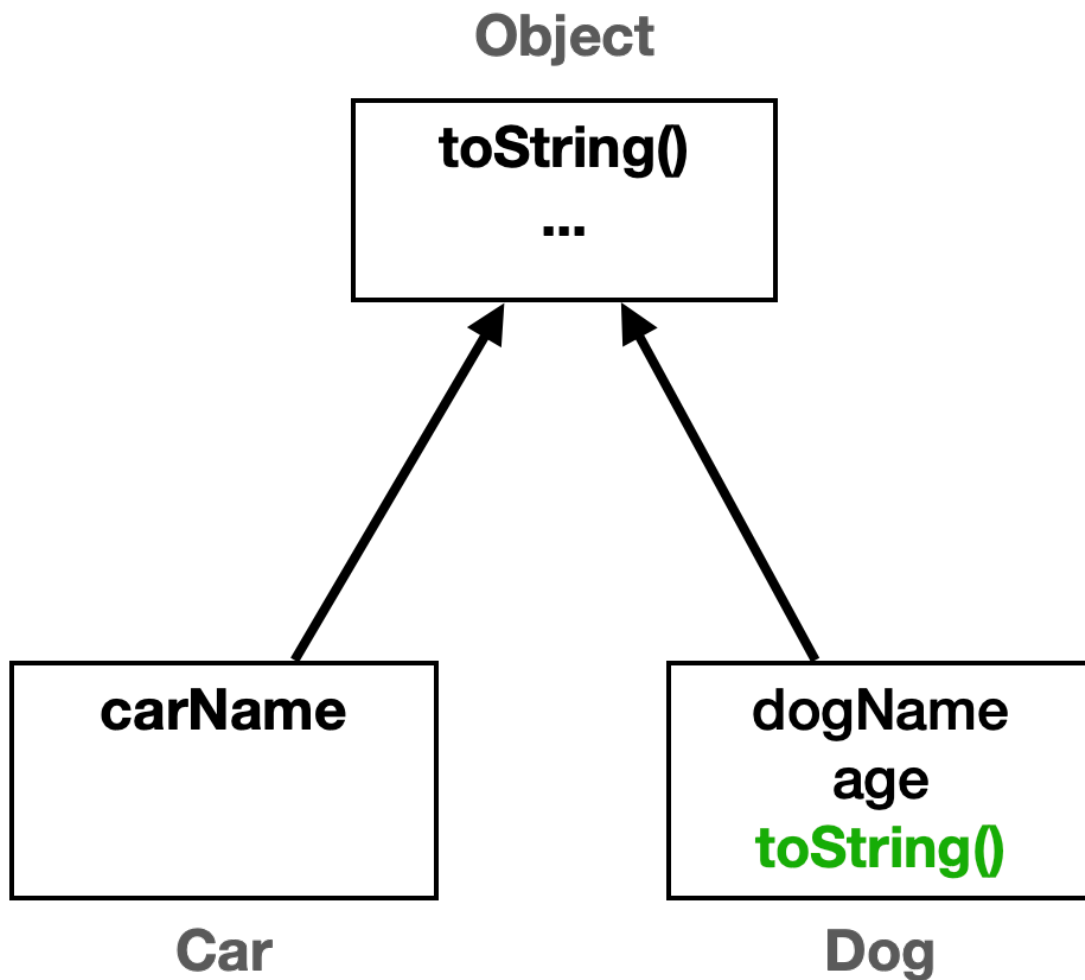 Object
toString()
...
carName
Car
dogName
age
toString()
Dog